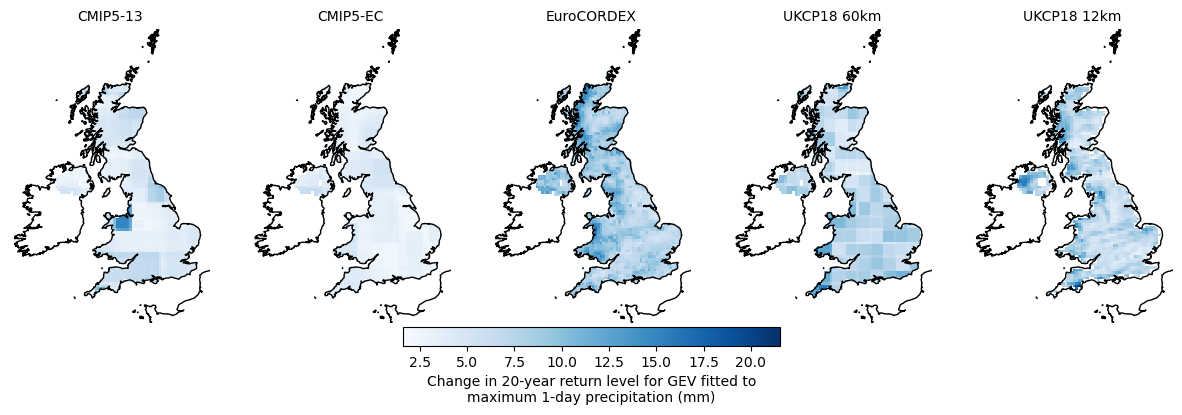 CMIP5-13 CMIP5-EC EuroCORDEX UKCP18 60km UKCP18 12km
2.5 5.0 7.5 10.0 12.5 15.0 17.5 20.0
Change in 20-year return level for GEV fitted to
maximum 1-day precipitation (mm)